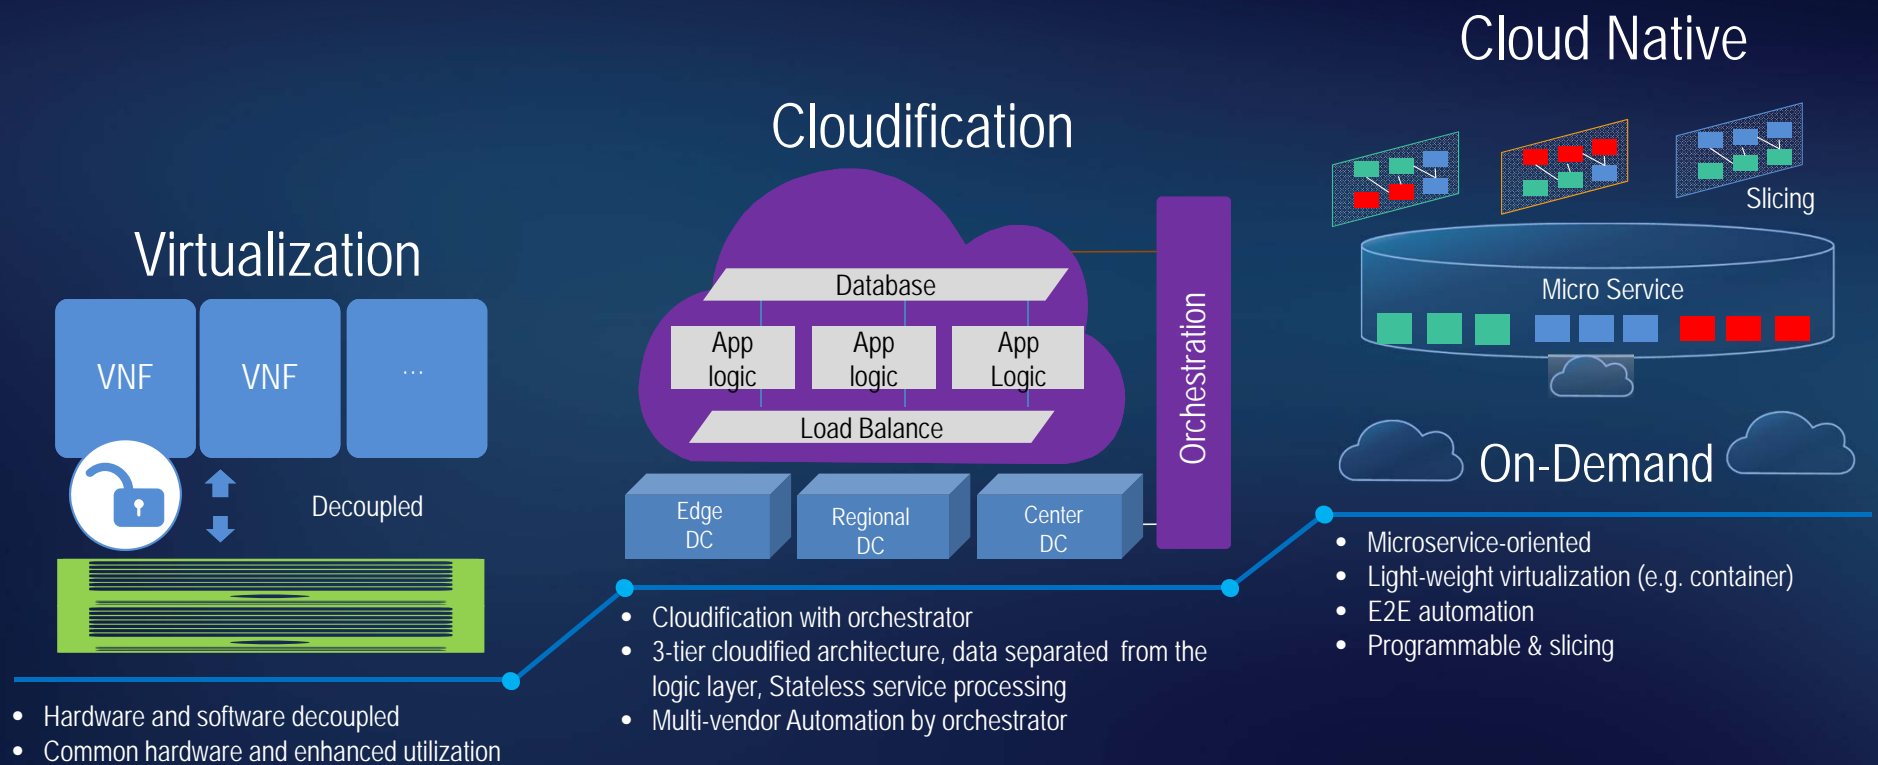 Virtualization
VNF
VNF
...
Decoupled
• Hardware and software decoupled
• Common hardware and enhanced utilization
Cloudification
Database
App
logic
App
logic
App
Logic
Load Balance
Orchestration
Edge
DC
Regional
DC
Center
DC
• Cloudification with orchestrator
• 3-tier cloudified architecture, data separated from the
logic layer, Stateless service processing
• Multi-vendor Automation by orchestrator
Cloud Native
Slicing
Micro Service
On-Demand
• Microservice-oriented
• Light-weight virtualization (e.g. container)
• E2E automation
• Programmable & slicing